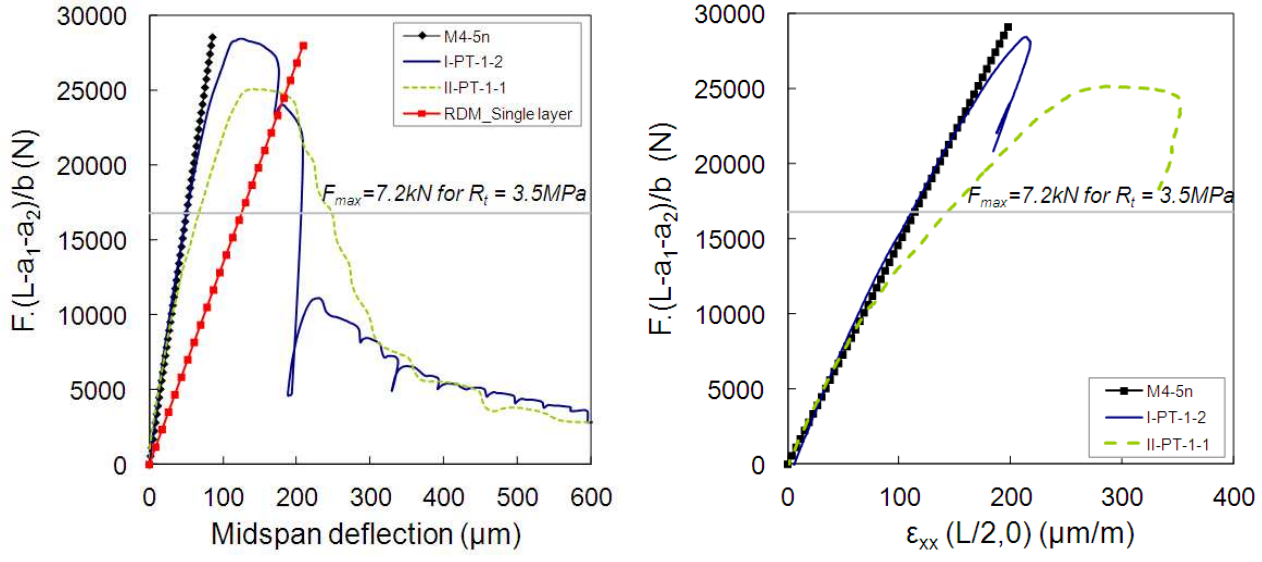 30000
25000
20000
15000
10000
5000
0
F.(L-a1-a2)/b (N)
M4-5n
I-PT-1-2
II-PT-1-1
RDM_Single layer
Fmax=7.2kN for Rt = 3.5MPa
0 100 200 300 400 500 600
Midspan deflection (µm)
30000
25000
20000
15000
10000
5000
0
F.(L-a1-a2)/b (N)
Fmax=7.2kN for Rt = 3.5MPa
M4-5n
I-PT-1-2
II-PT-1-1
0 100 200 300 400
εxx (L/2,0) (µm/m)